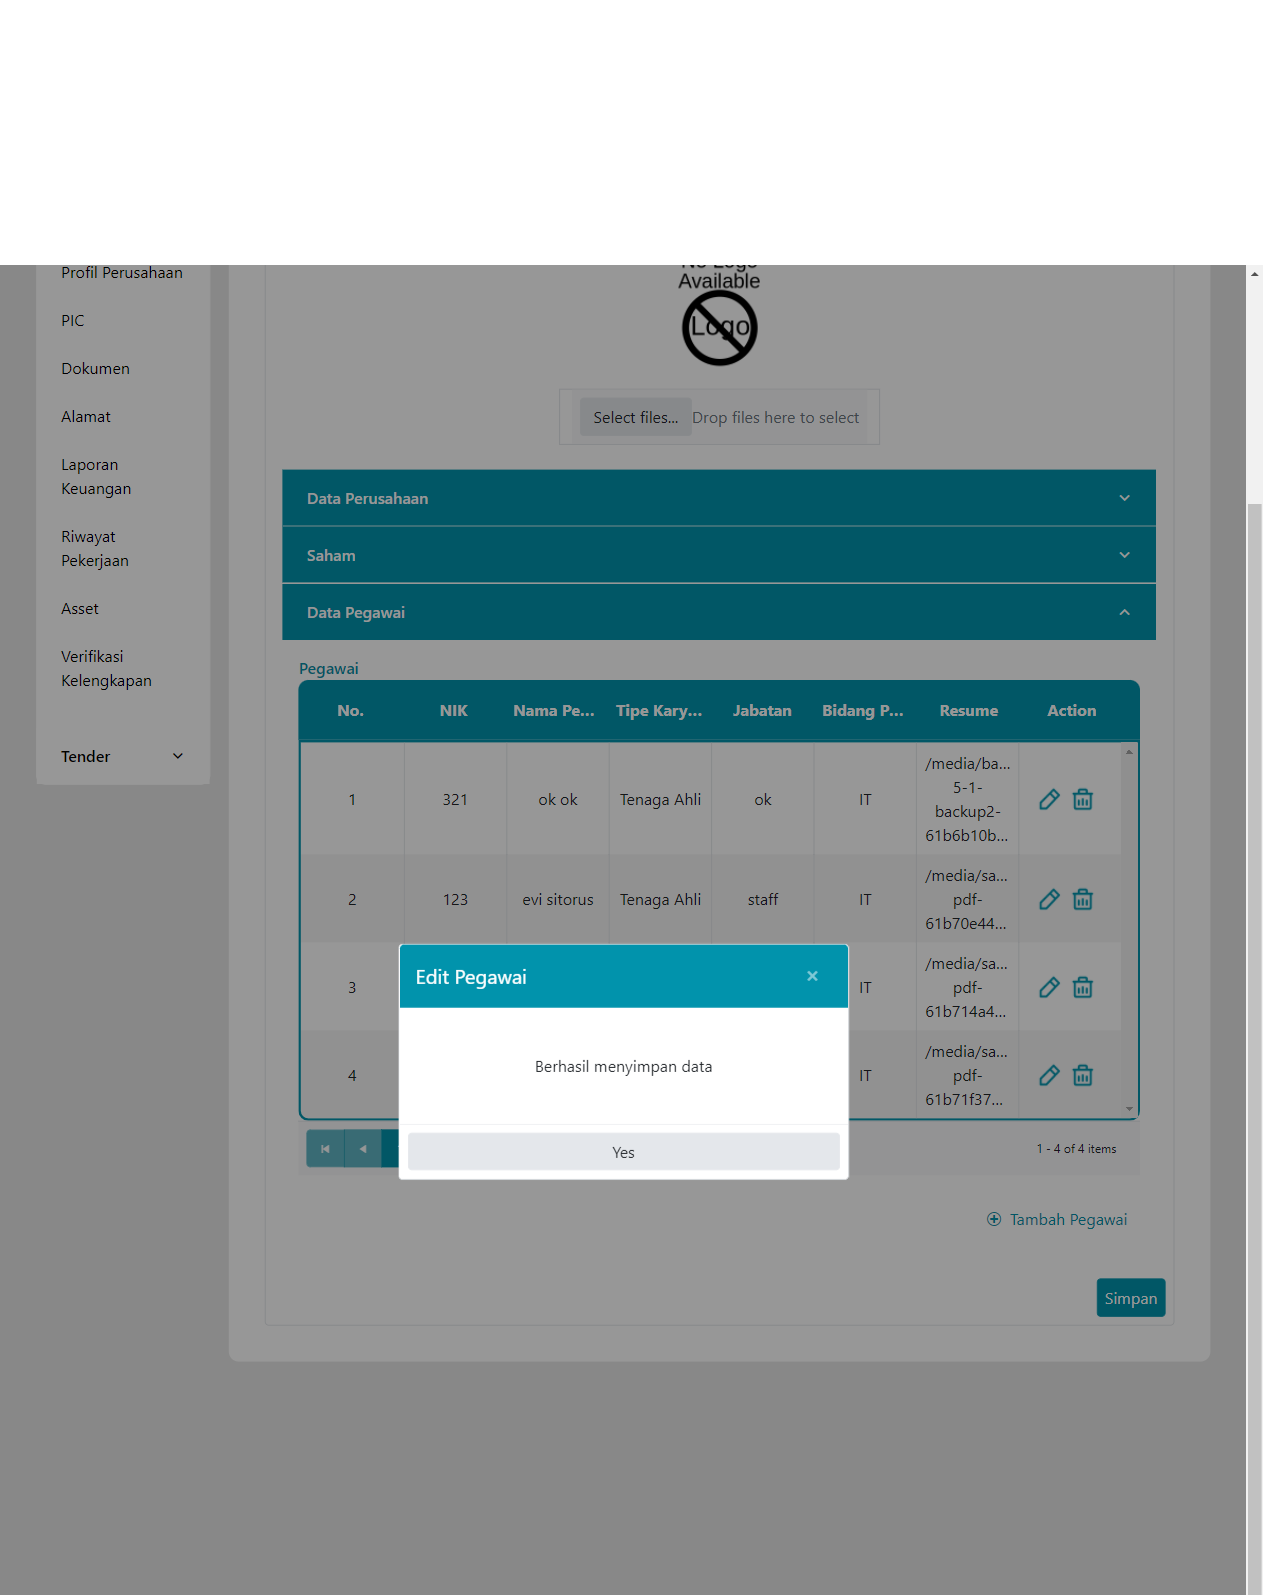 Profil Perusahaan
PIC
Dokumen
Alamat
Laporan
Keuangan
Riwayat
Pekerjaan
Asset
Verifikasi
Kelengkapan
Tender
No Logo
Available
Logo
Select files... Drop files here to select
Data Perusahaan
Saham
Data Pegawai
Pegawai
No. NIK Nama Pe... Tipe Kary... Jabatan Bidang P... Resume Action
1 321 ok ok Tenaga Ahli ok IT /media/ba...
5-1-
backup2-
61b6b10b...
2 123 evi sitorus Tenaga Ahli staff IT /media/sa...
pdf-
61b70e44...
3 IT /media/sa...
pdf-
61b714a4...
4 IT /media/sa...
pdf-
61b71f37...
Edit Pegawai
Berhasil menyimpan data
Yes
1 - 4 of 4 items
Tambah Pegawai
Simpan